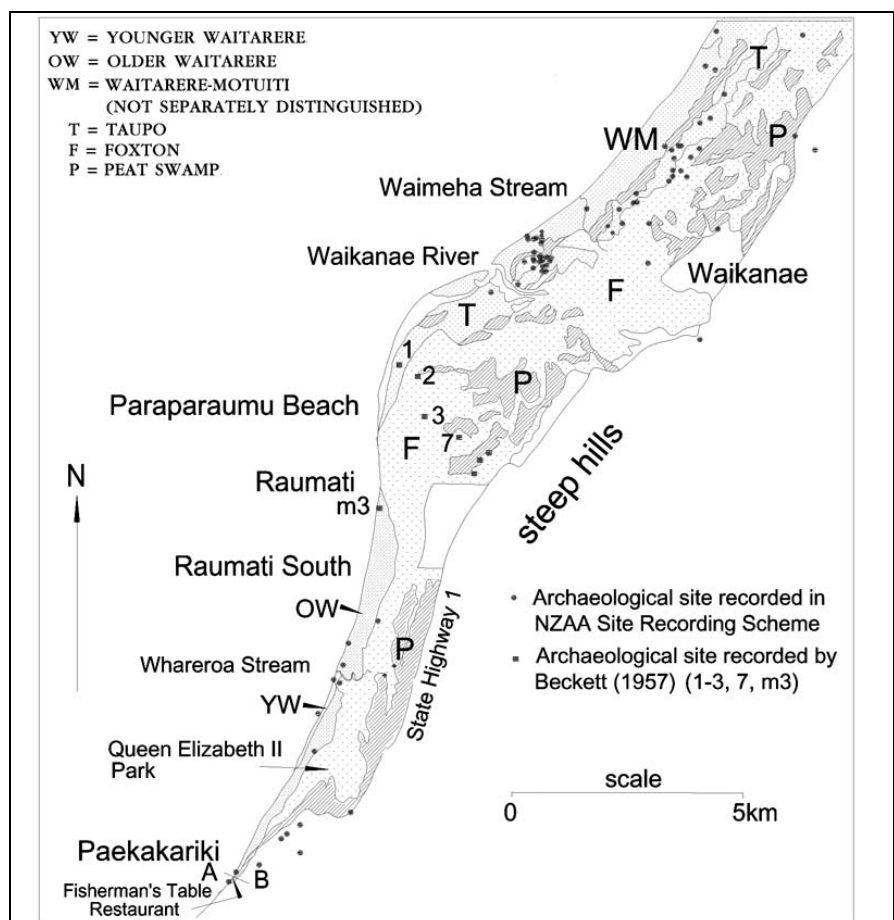 YW = YOUNGER WAITARERE
OW = OLDER WAITARERE
WM = WAITARERE-MOTUITI
(NOT SEPARATELY DISTINGUISHED)
T = TAUPO
F = FOXTON
P = PEAT SWAMP
T
WM
P
Waimeha Stream
Waikanae River
Waikanae
F
T
1
2
P
Paraparaumu Beach
3
F
7
steep hills
N
Raumati
m3
Raumati South
OW
P
State Highway 1
Whareroa Stream
YW
Queen Elizabeth II
Park
Archaeological site recorded in
NZAA Site Recording Scheme
Archaeological site recorded by
Beckett (1957) (1-3, 7, m3)
scale
0
5km
Paekakariki
A
B
Fisherman's Table
Restaurant